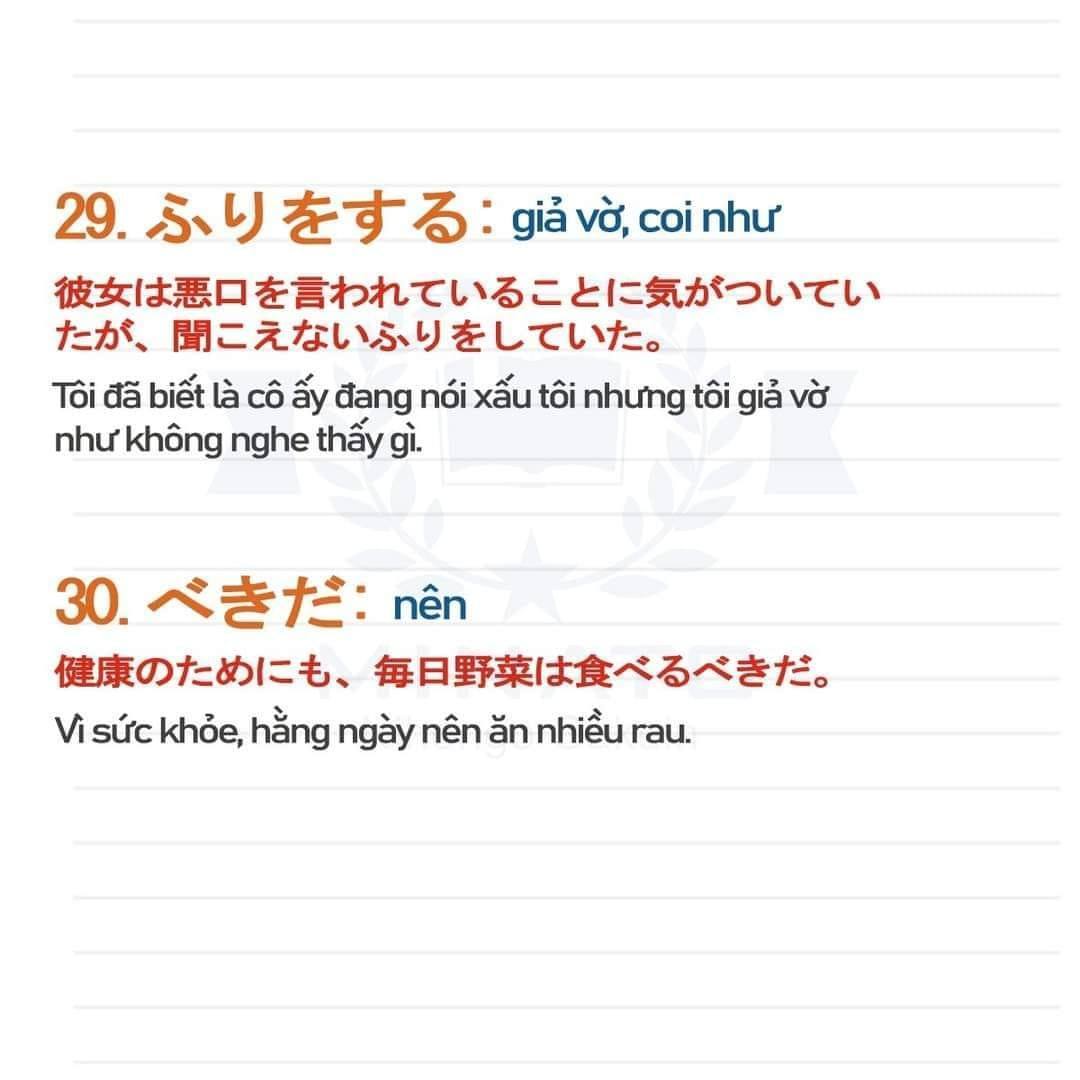 29. ふりをする: giả vờ, coi như
彼女は悪口を言われていることに気がついてい
たが、聞こえないふりをしていた。
Tôi đã biết là cô ấy đang nói xấu tôi nhưng tôi giả vờ
như không nghe thấy gì.
30. べきだ: nên
健康のためにも、毎日野菜は食べるべきだ。
MINATO
Vì sức khỏe, hằng ngày nên ăn nhiều rau.